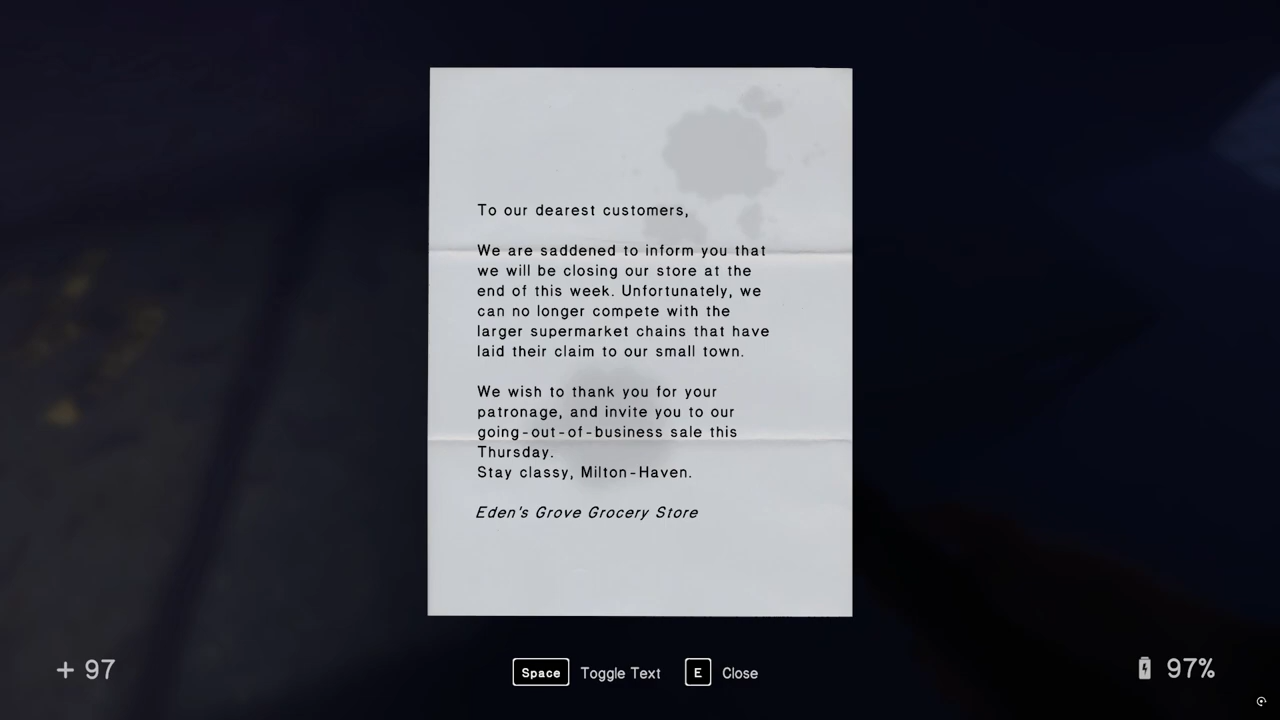 To our dearest customers,
We are saddened to inform you that
we will be closing our store at the
end of this week. Unfortunately, we
can no longer compete with the
larger supermarket chains that have
laid their claim to our small town.
We wish to thank you for your
patronage, and invite you to our
going-out-of-business sale this
Thursday.
Stay classy, Milton-Haven.
Eden's Grove Grocery Store
+ 97
Space Toggle Text E Close
97%